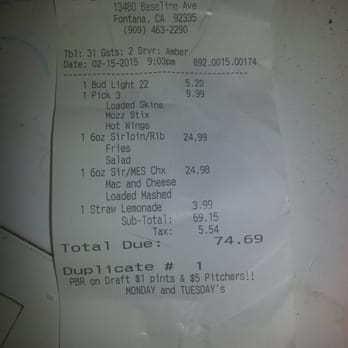 13480 Baseline Ave
Fontana, CA 92335
(909) 463-2290
Tbl: 31 Gsts: 2 Srvr: Amber
Date: 02-15-2015 9:03pm 892.0015.00174
1 Bud Light 22 5.20
1 Pick 3 9.99
Loaded Skins
Mozz Stix
Hot Wings
1 6oz Sirloin/Rib 24.99
Fries
Salad
1 6oz Sir/MES Chx 24.98
Mac and Cheese
Loaded Mashed
1 Straw Lemonade 3.99
Sub-Total: 69.15
Tax: 5.54
Total Due: 74.69
Duplicate # 1
PBR on Draft $1 pints & $5 Pitchers!!
MONDAY and TUESDAY's